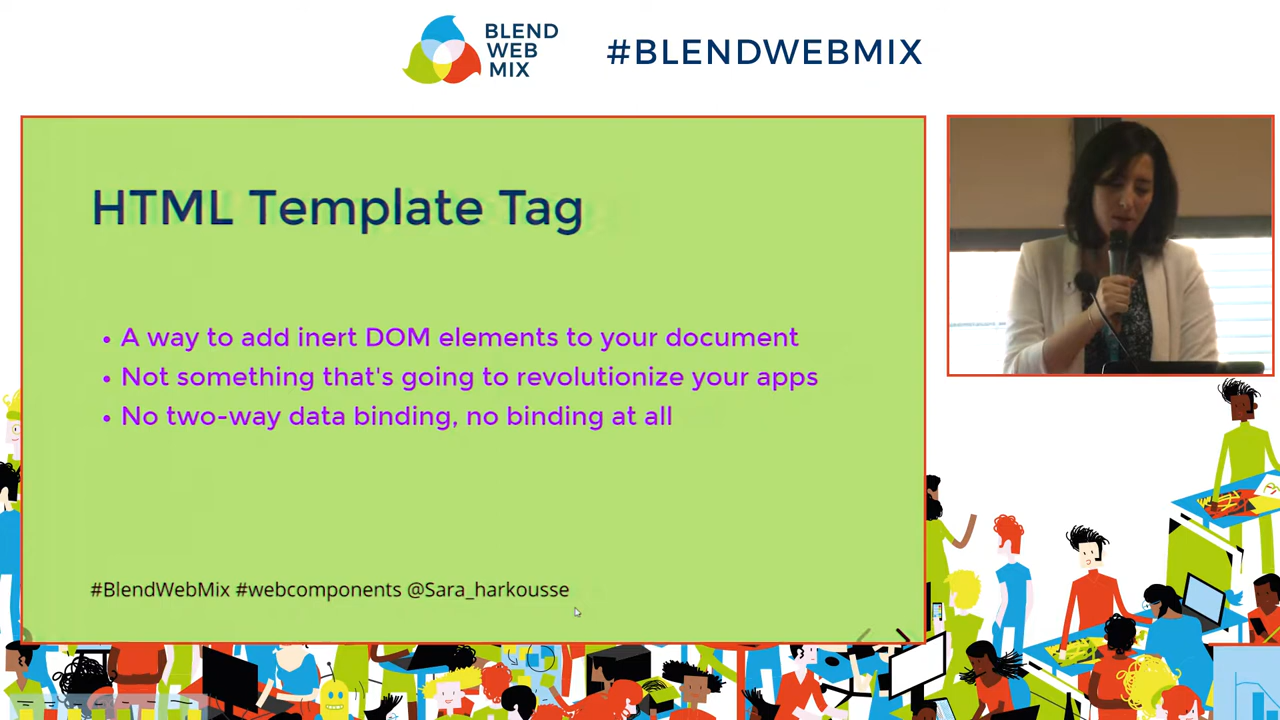 BLEND
WEB
MIX
#BLENDWEBMIX
HTML Template Tag
• A way to add inert DOM elements to your document
• Not something that's going to revolutionize your apps
• No two-way data binding, no binding at all
#BlendWebMix #webcomponents @Sara_harkousse